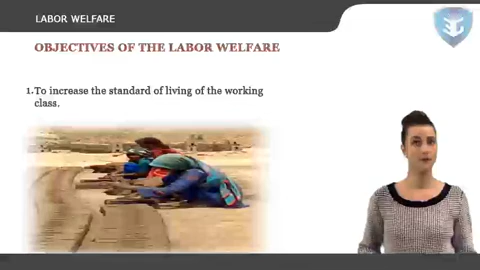 LABOR WELFARE
OBJECTIVES OF THE LABOR WELFARE
1.To increase the standard of living of the working
class.